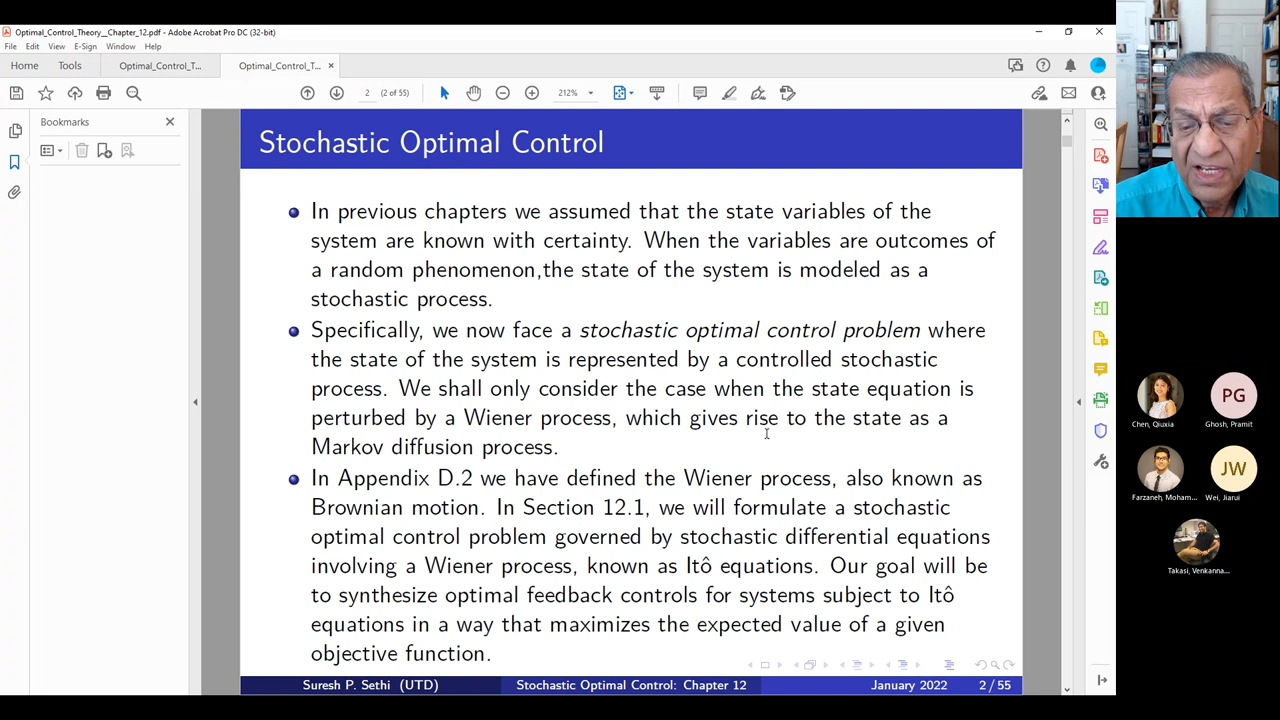 Optimal_Control_Theory__Chapter_12.pdf - Adobe Acrobat Pro DC (32-bit)
File Edit View E-Sign Window Help
Home Tools Optimal_Control_T... Optimal_Control_T... ×
2 (2 of 55) 212%
Bookmarks
Stochastic Optimal Control
In previous chapters we assumed that the state variables of the
system are known with certainty. When the variables are outcomes of
a random phenomenon,the state of the system is modeled as a
stochastic process.
Specifically, we now face a stochastic optimal control problem where
the state of the system is represented by a controlled stochastic
process. We shall only consider the case when the state equation is
perturbed by a Wiener process, which gives rise to the state as a
Markov diffusion process.
In Appendix D.2 we have defined the Wiener process, also known as
Brownian motion. In Section 12.1, we will formulate a stochastic
optimal control problem governed by stochastic differential equations
involving a Wiener process, known as Itô equations. Our goal will be
to synthesize optimal feedback controls for systems subject to Itô
equations in a way that maximizes the expected value of a given
objective function.
Suresh P. Sethi (UTD) Stochastic Optimal Control: Chapter 12 January 2022 2 / 55
PG
Chen, Qiuxia Ghosh, Pramit
JW
Farzaneh, Moham... Wei, Jiarui
Takasi, Venkanna...